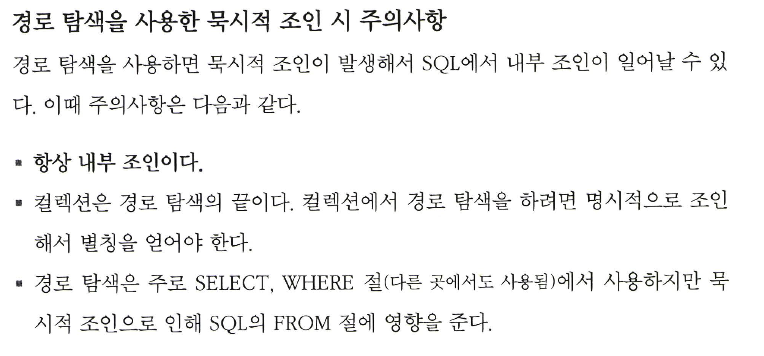 경로 탐색을 사용한 묵시적 조인 시 주의사항
경로 탐색을 사용하면 묵시적 조인이 발생해서 SQL에서 내부 조인이 일어날 수 있
다. 이때 주의사항은 다음과 같다.
▪ 항상 내부 조인이다.
▪ 컬렉션은 경로 탐색의 끝이다. 컬렉션에서 경로 탐색을 하려면 명시적으로 조인
해서 별칭을 얻어야 한다.
▪ 경로 탐색은 주로 SELECT, WHERE 절(다른 곳에서도 사용됨)에서 사용하지만 묵
시적 조인으로 인해 SQL의 FROM 절에 영향을 준다.